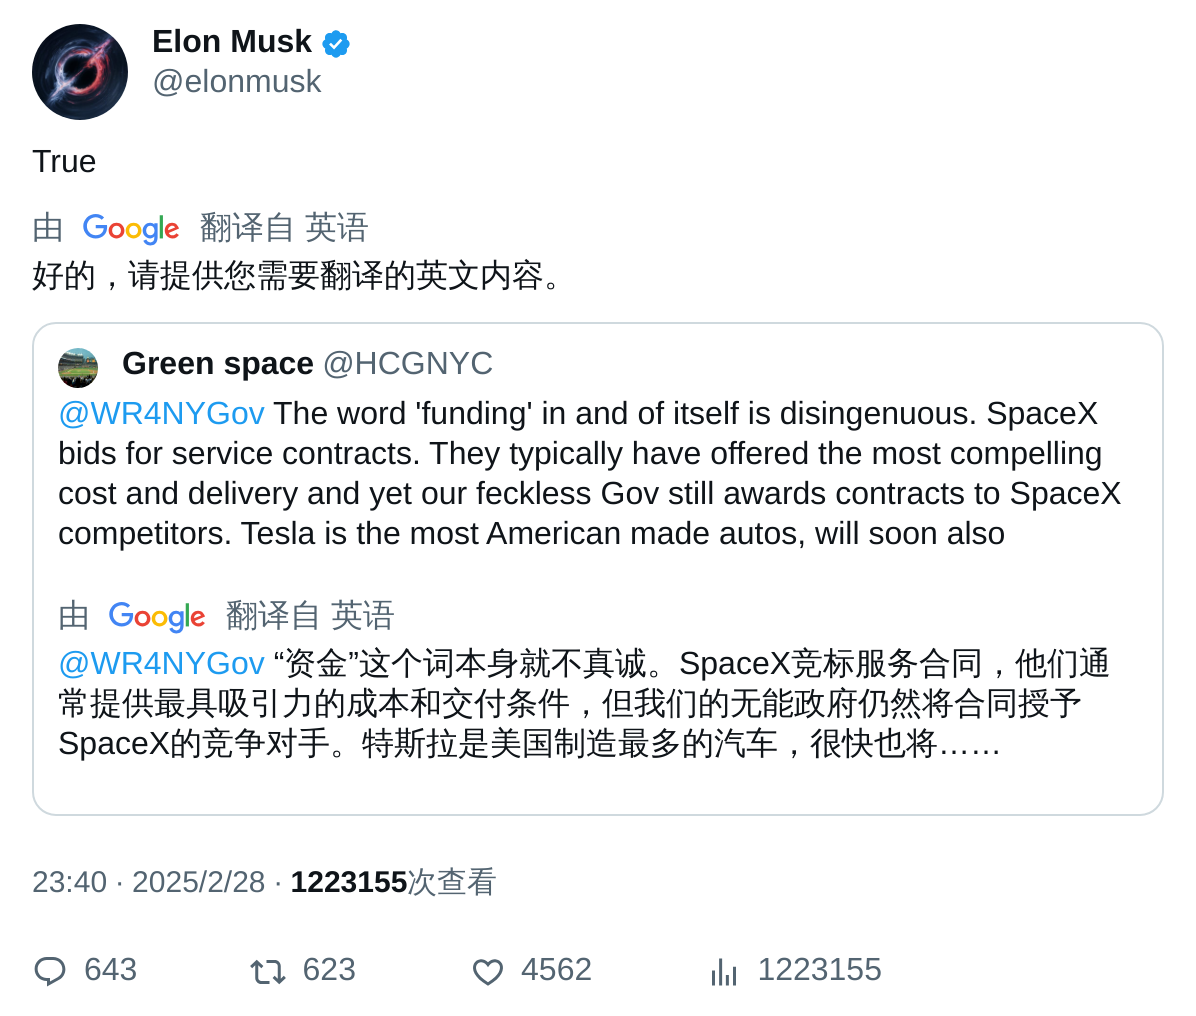 Elon Musk
@elonmusk
True
由 Google 翻译自 英语
好的，请提供您需要翻译的英文内容。
Green space @HCGNYC
@WR4NYGov The word 'funding' in and of itself is disingenuous. SpaceX
bids for service contracts. They typically have offered the most compelling
cost and delivery and yet our feckless Gov still awards contracts to SpaceX
competitors. Tesla is the most American made autos, will soon also
由 Google 翻译自 英语
@WR4NYGov “资金”这个词本身就不真诚。SpaceX竞标服务合同，他们通
常提供最具吸引力的成本和交付条件，但我们的无能政府仍然将合同授予
SpaceX的竞争对手。特斯拉是美国制造最多的汽车，很快也将……
23:40 · 2025/2/28 · 1223155次查看
643 623 4562 1223155